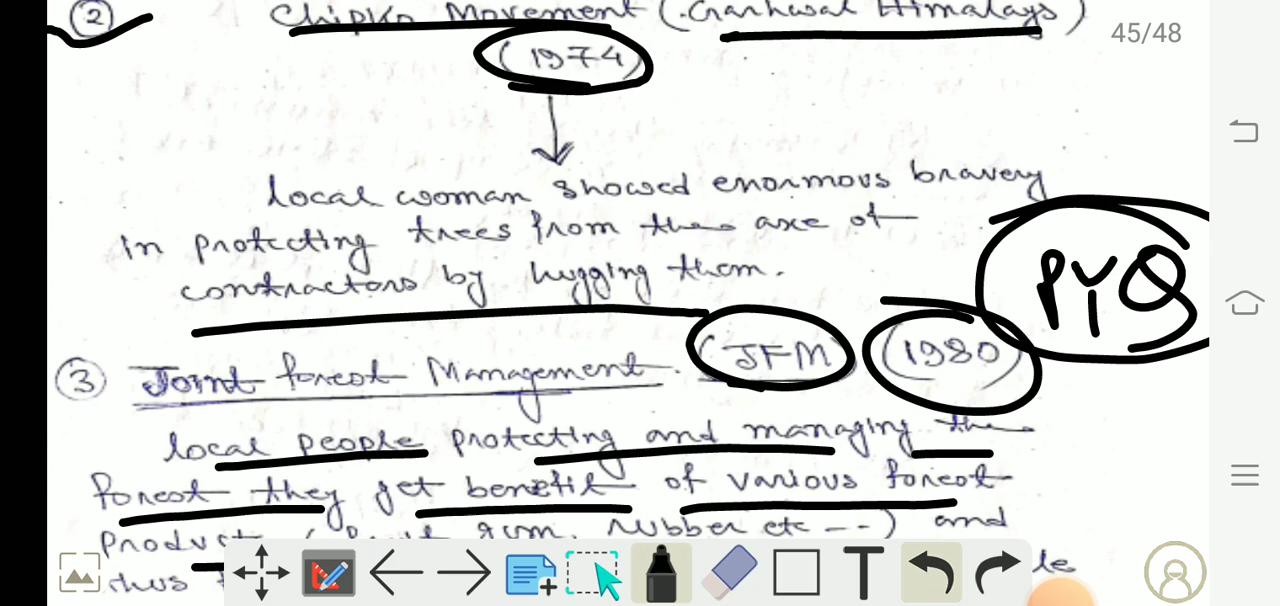 ② Chipko Movement (Garhwal Himalays)
45/48
(1974)
local woman showed enormous bravery
in protecting trees from the axe of
contractors by hugging them.
PYQ
③ Joint forest Management. (JFM) (1980)
local people protecting and managing the
forest they get benefit of various forest
product gum, rubber etc ---) and
thus
T